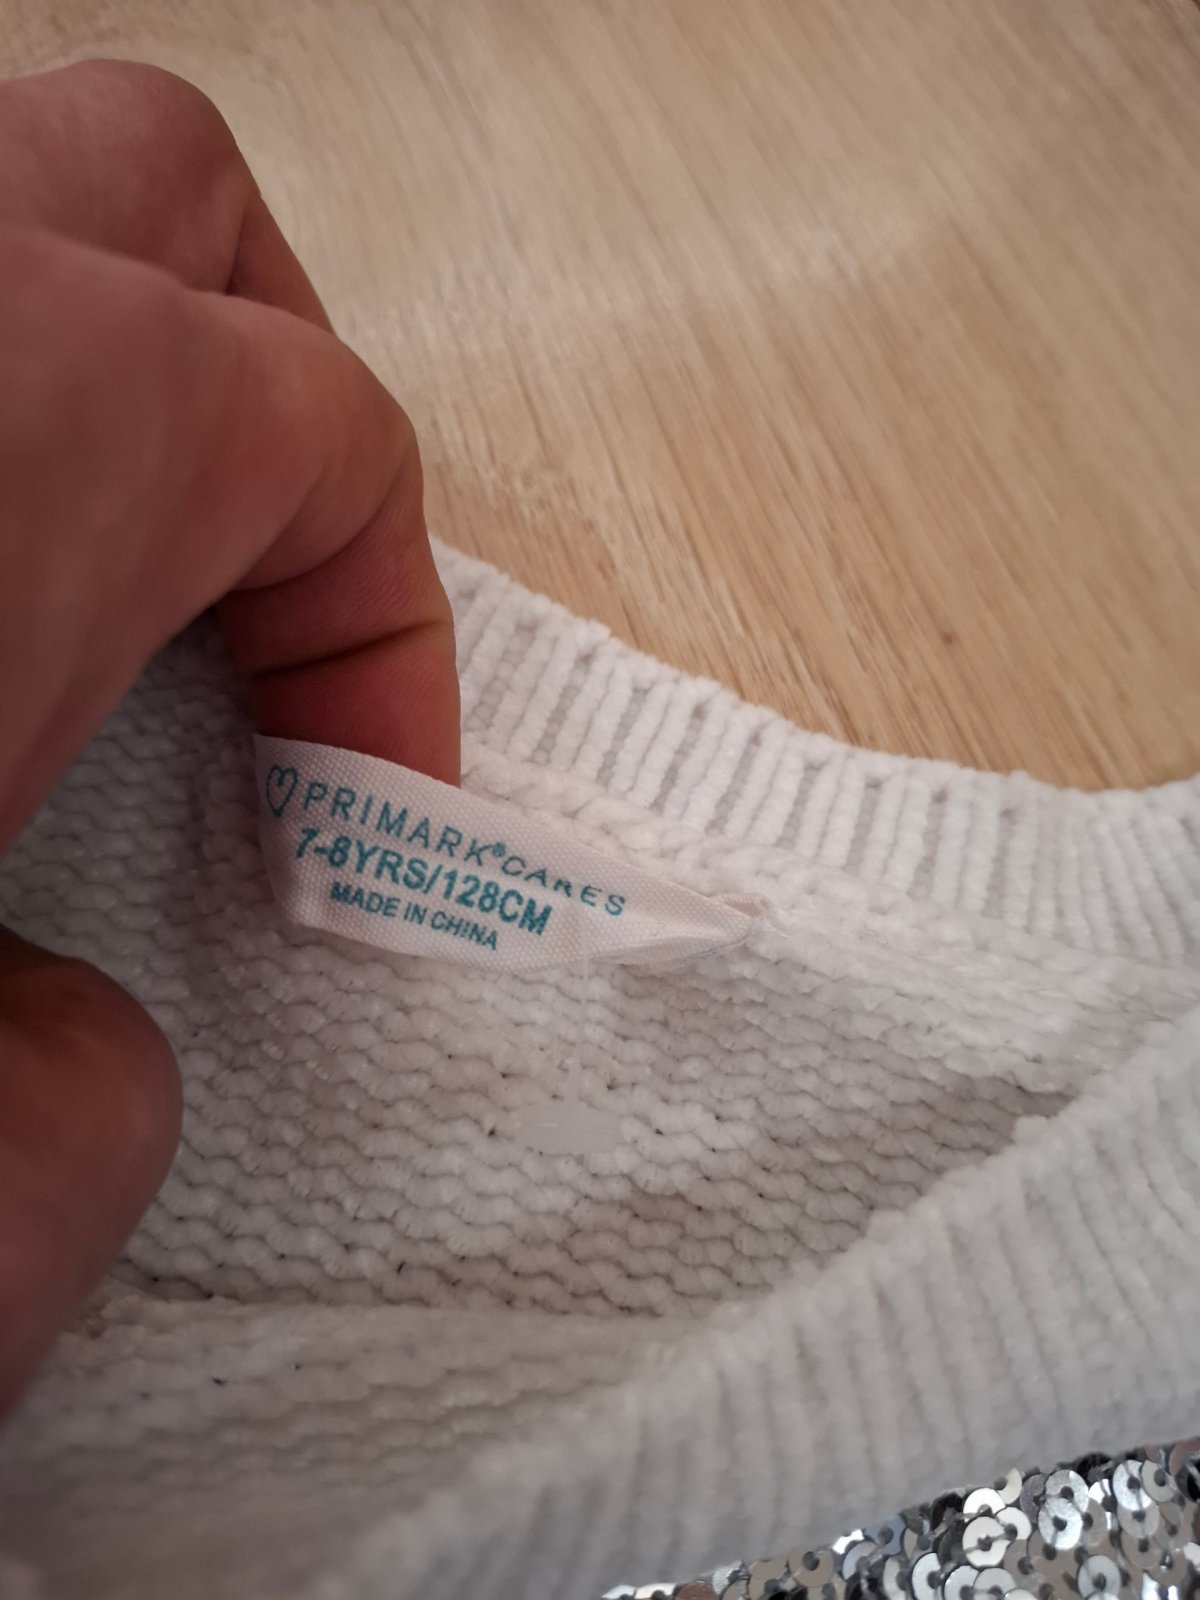 PRIMARK® CARES
7-8YRS/128CM
MADE IN CHINA